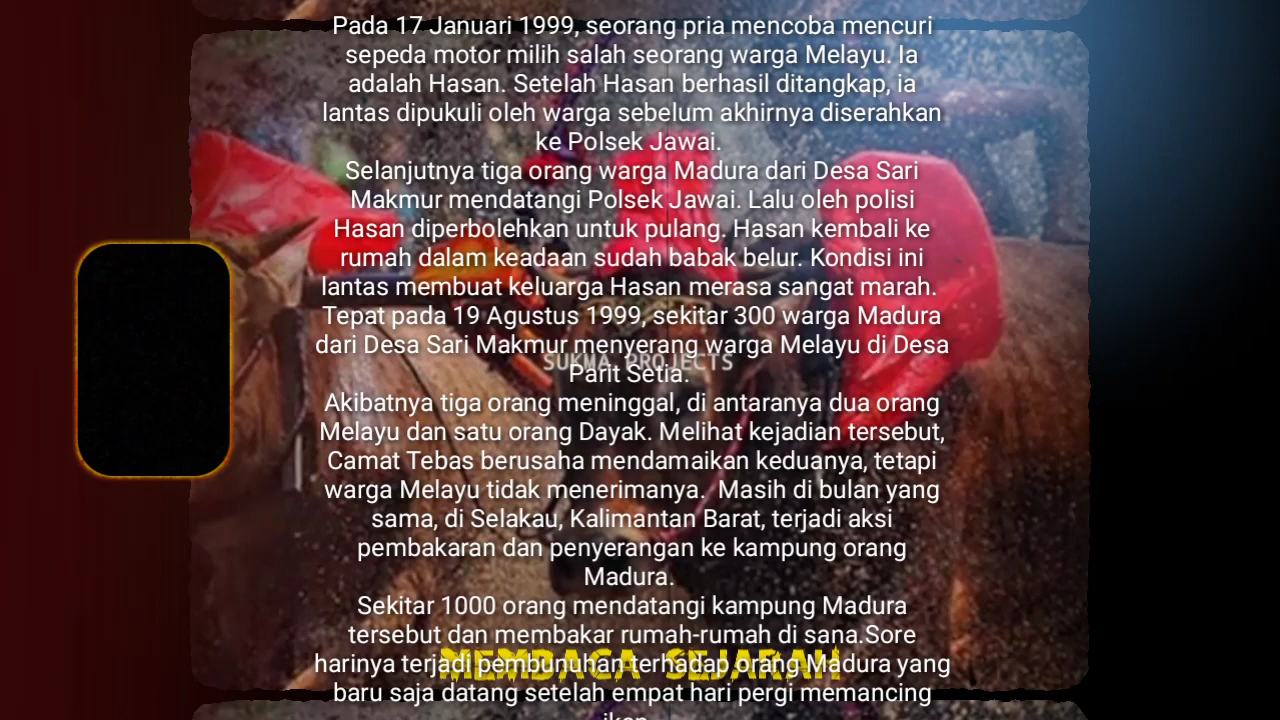 Pada 17 Januari 1999, seorang pria mencoba mencuri
sepeda motor milih salah seorang warga Melayu. Ia
adalah Hasan. Setelah Hasan berhasil ditangkap, ia
lantas dipukuli oleh warga sebelum akhirnya diserahkan
ke Polsek Jawai.
Selanjutnya tiga orang warga Madura dari Desa Sari
Makmur mendatangi Polsek Jawai. Lalu oleh polisi
Hasan diperbolehkan untuk pulang. Hasan kembali ke
rumah dalam keadaan sudah babak belur. Kondisi ini
lantas membuat keluarga Hasan merasa sangat marah.
Tepat pada 19 Agustus 1999, sekitar 300 warga Madura
dari Desa Sari Makmur menyerang warga Melayu di Desa
SUKMA PROJECTS
Parit Setia.
Akibatnya tiga orang meninggal, di antaranya dua orang
Melayu dan satu orang Dayak. Melihat kejadian tersebut,
Camat Tebas berusaha mendamaikan keduanya, tetapi
warga Melayu tidak menerimanya.  Masih di bulan yang
sama, di Selakau, Kalimantan Barat, terjadi aksi
pembakaran dan penyerangan ke kampung orang
Madura.
Sekitar 1000 orang mendatangi kampung Madura
tersebut dan membakar rumah-rumah di sana.Sore
harinya terjadi pembunuhan terhadap orang Madura yang
MEMBACA SEJARAH
baru saja datang setelah empat hari pergi memancing
ikan.